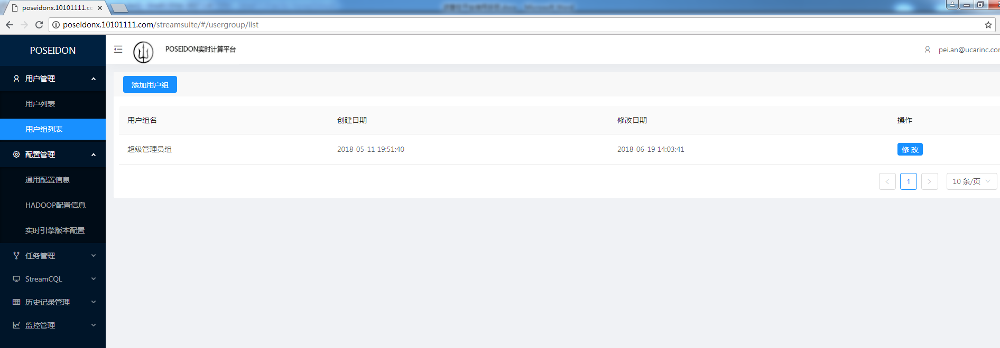 poseidonx.10101111.cc
poseidonx.10101111.com/streamsuite/#/usergroup/list
POSEIDON
POSEIDON实时计算平台
pei.an@ucarinc.com
用户管理
用户列表
用户组列表
配置管理
通用配置信息
HADOOP配置信息
实时引擎版本配置
任务管理
StreamCQL
历史记录管理
监控管理
添加用户组
用户组名 创建日期 修改日期 操作
超级管理员组 2018-05-11 19:51:40 2018-06-19 14:03:41 修 改
1 10 条/页